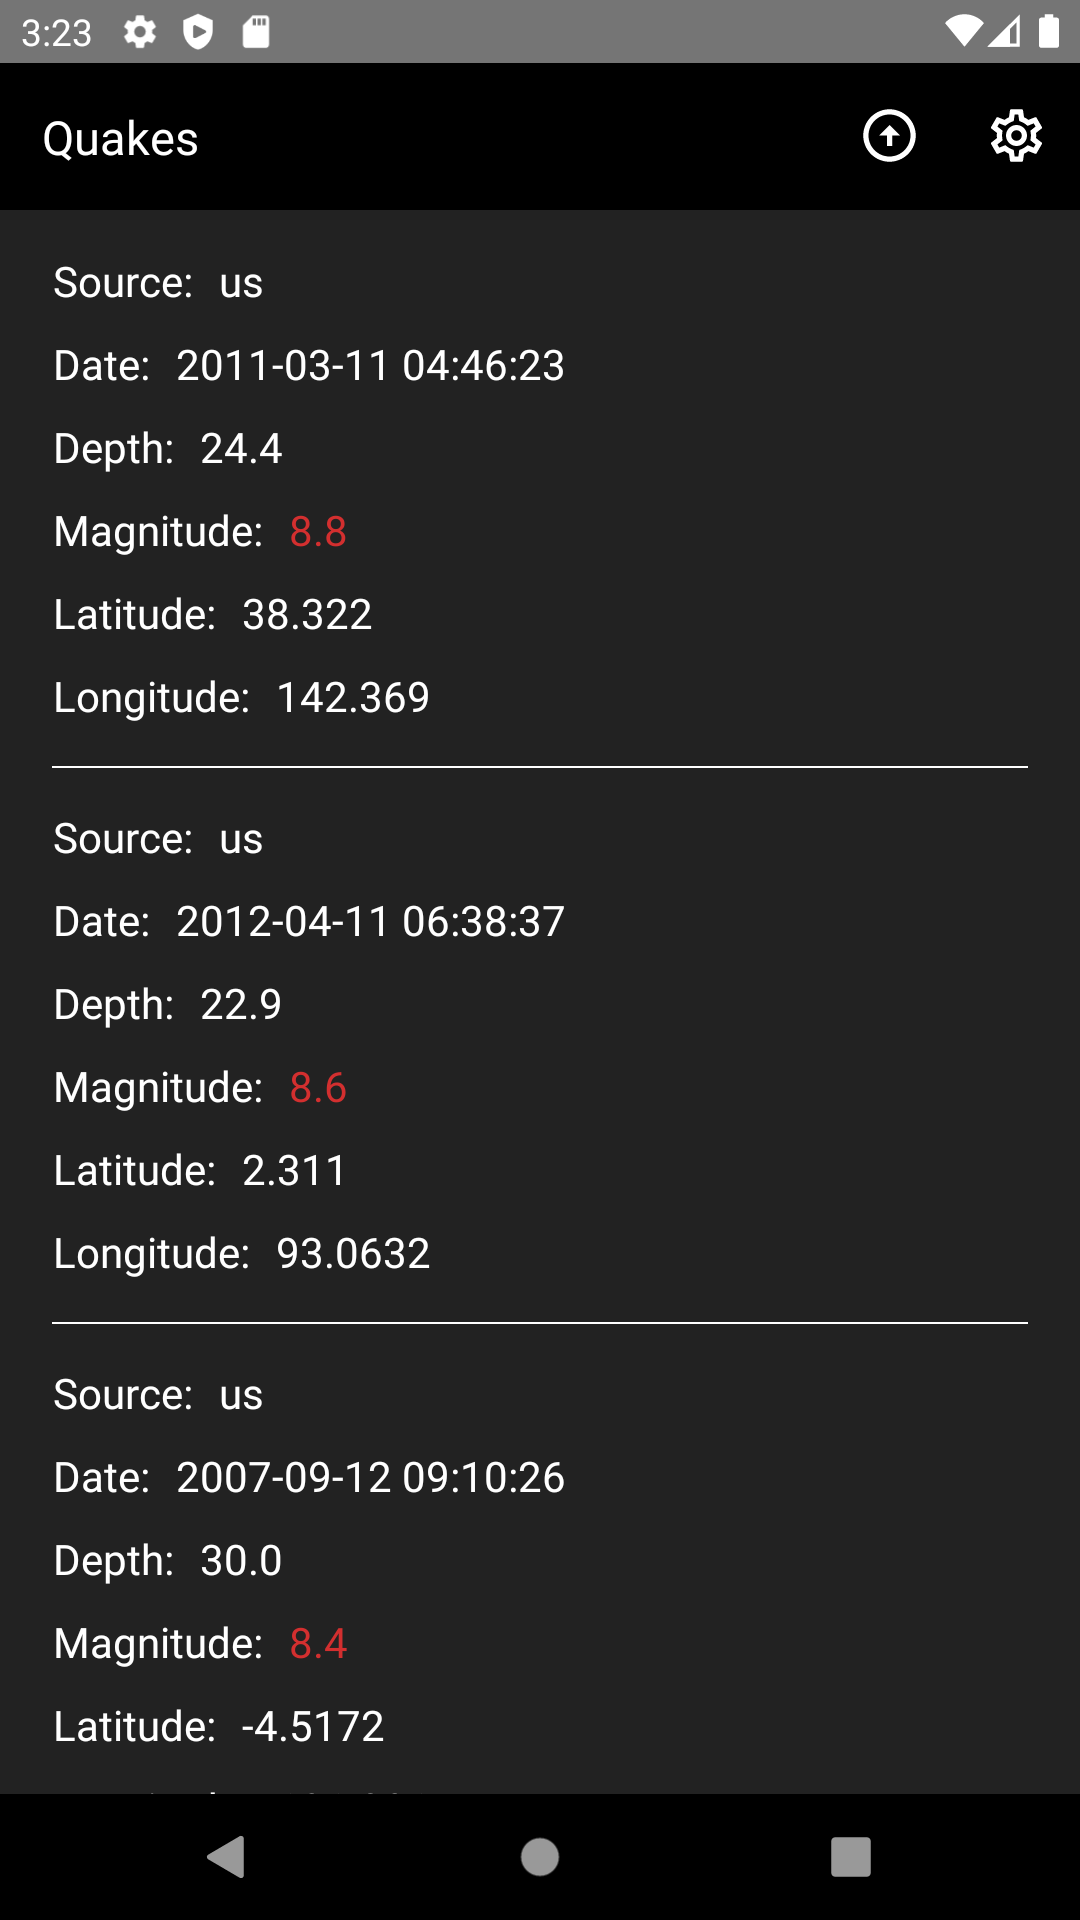 3:23
Quakes
Source: us
Date: 2011-03-11 04:46:23
Depth: 24.4
Magnitude: 8.8
Latitude: 38.322
Longitude: 142.369
Source: us
Date: 2012-04-11 06:38:37
Depth: 22.9
Magnitude: 8.6
Latitude: 2.311
Longitude: 93.0632
Source: us
Date: 2007-09-12 09:10:26
Depth: 30.0
Magnitude: 8.4
Latitude: -4.5172